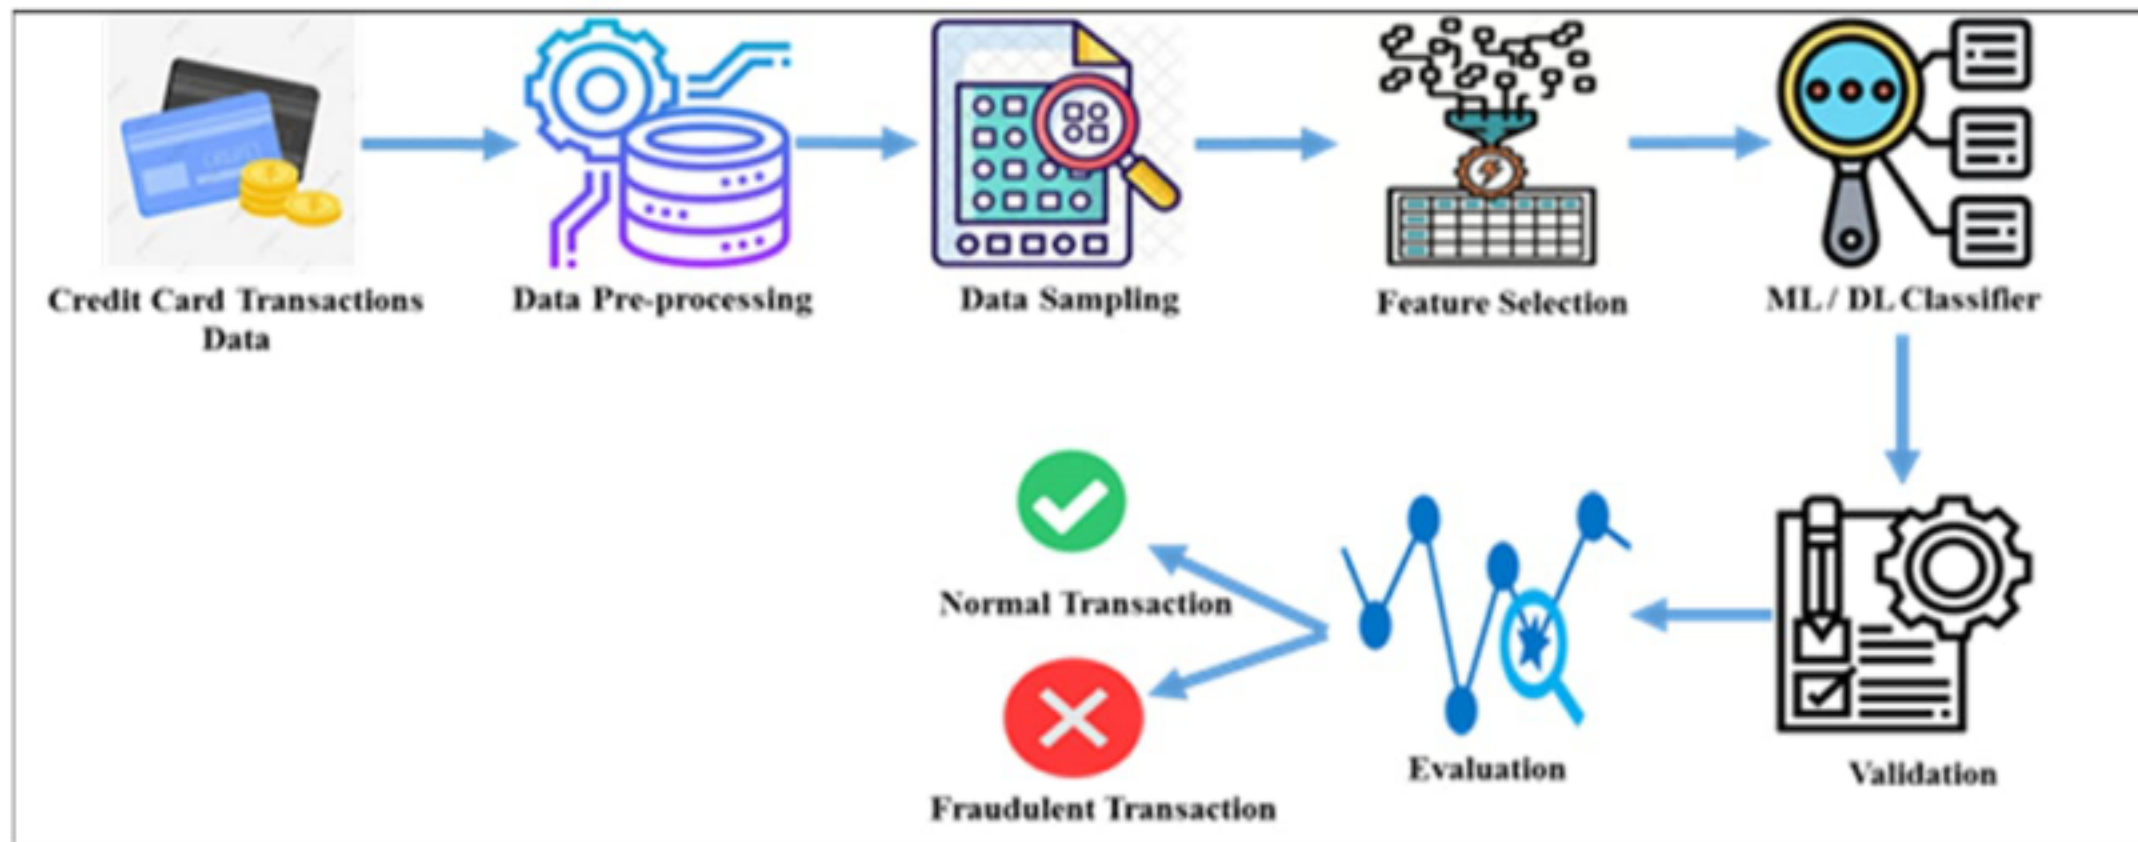 Credit Card Transactions
Data
Data Pre-processing
Data Sampling
Feature Selection
ML / DL Classifier
Normal Transaction
Fraudulent Transaction
Evaluation
Validation